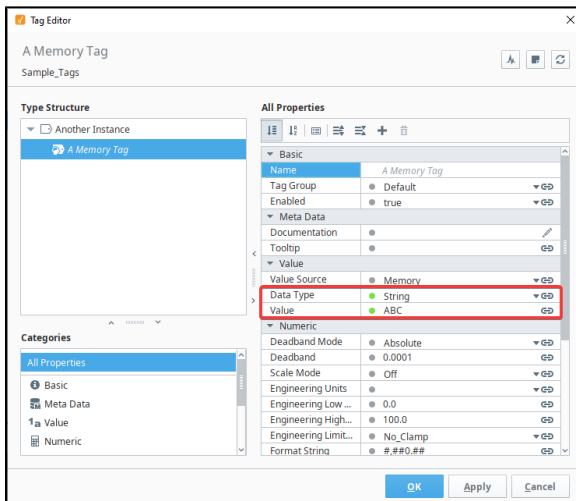 Tag Editor
A Memory Tag
Sample_Tags
Type Structure
Another Instance
A Memory Tag
Categories
All Properties
Basic
Meta Data
1a Value
Numeric
All Properties
Basic
Name A Memory Tag
Tag Group Default
Enabled true
Meta Data
Documentation
Tooltip
Value
Value Source Memory
Data Type String
Value ABC
Numeric
Deadband Mode Absolute
Deadband 0.0001
Scale Mode Off
Engineering Units
Engineering Low ... 0.0
Engineering High... 100.0
Engineering Limit... No_Clamp
Format String #,##0.##
OK Apply Cancel